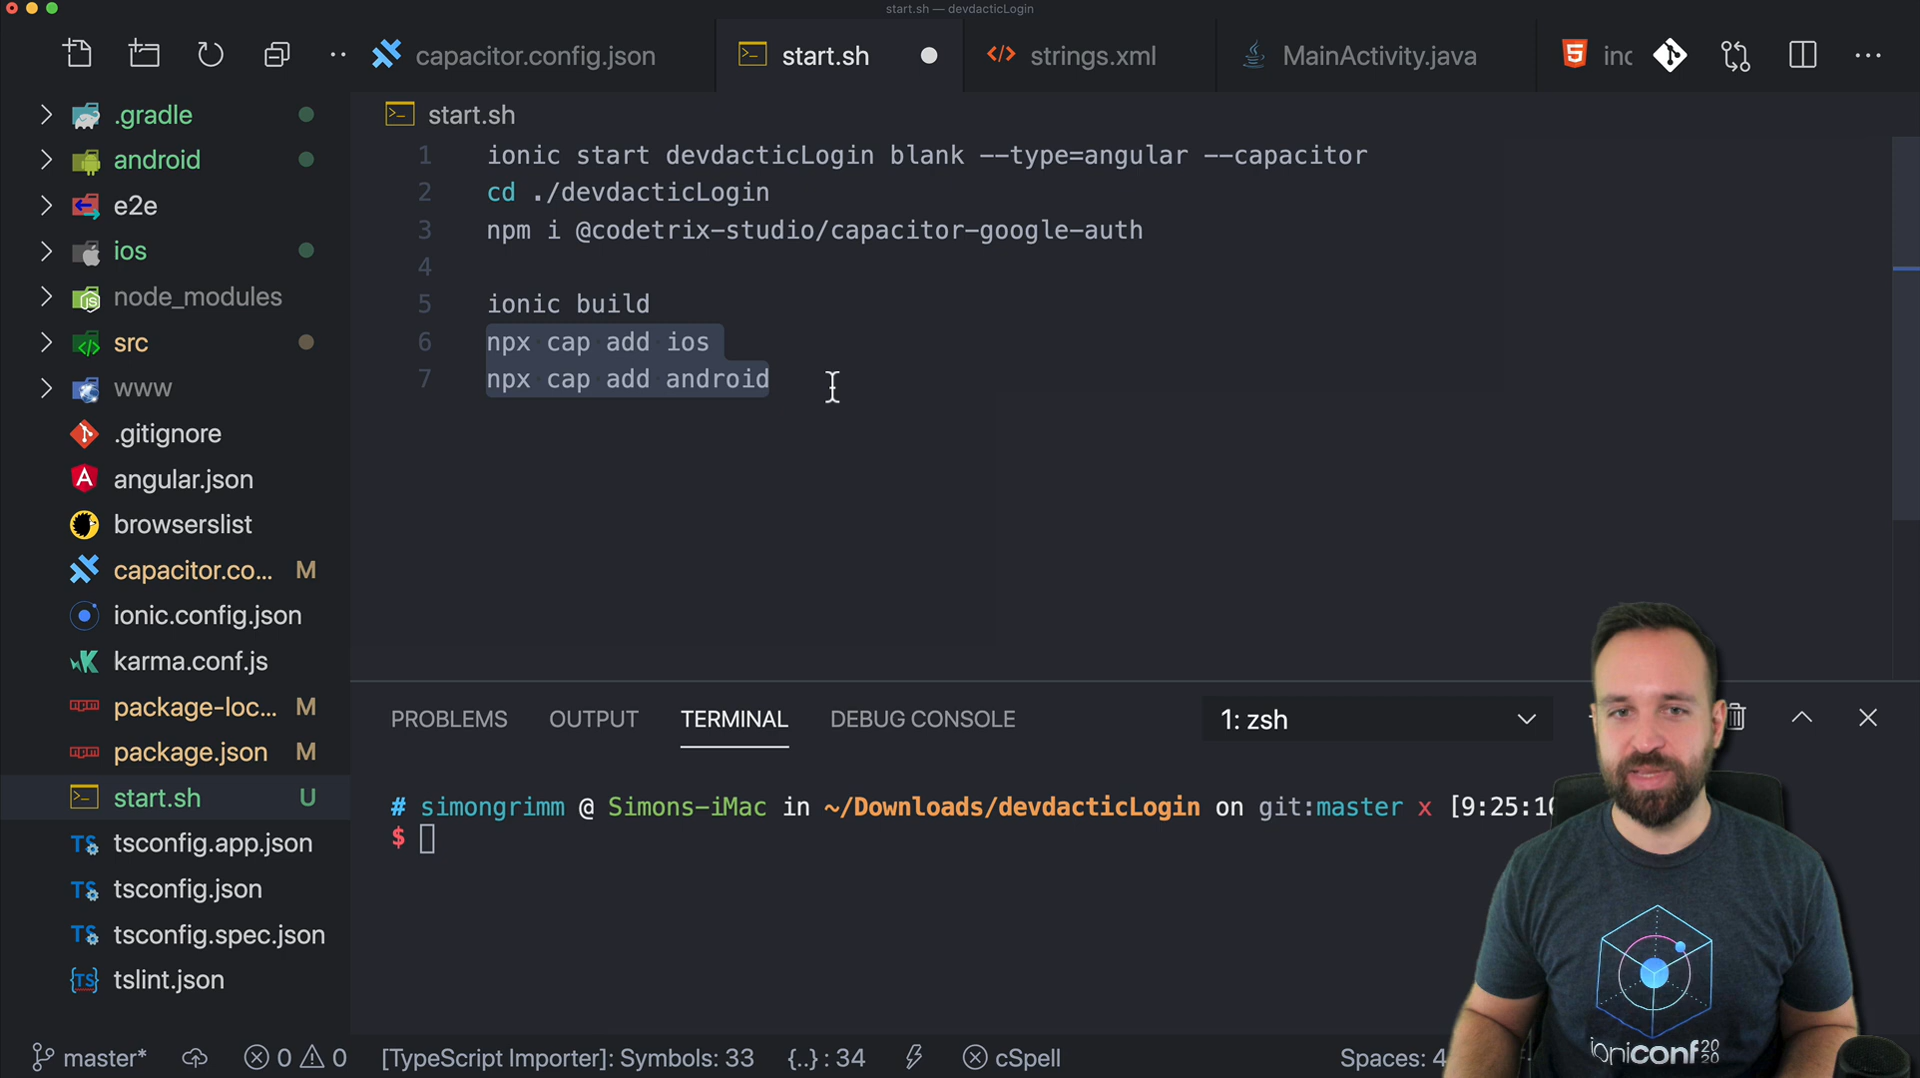 start.sh — devdacticLogin
capacitor.config.json
start.sh
strings.xml
MainActivity.java
start.sh
.gradle
android
e2e
ios
node_modules
src
www
.gitignore
angular.json
browserslist
capacitor.co... M
ionic.config.json
karma.conf.js
package-loc... M
package.json M
start.sh U
tsconfig.app.json
tsconfig.json
tsconfig.spec.json
tslint.json
1 ionic start devdacticLogin blank --type=angular --capacitor
2 cd ./devdacticLogin
3 npm i @codetrix-studio/capacitor-google-auth
4
5 ionic build
6 npx cap add ios
7 npx cap add android
PROBLEMS OUTPUT TERMINAL DEBUG CONSOLE 1: zsh
# simongrimm @ Simons-iMac in ~/Downloads/devdacticLogin on git:master x [9:25:10
$
ioniconf 2020
master* 0 0 [TypeScript Importer]: Symbols: 33 {..} : 34 cSpell Spaces: 4